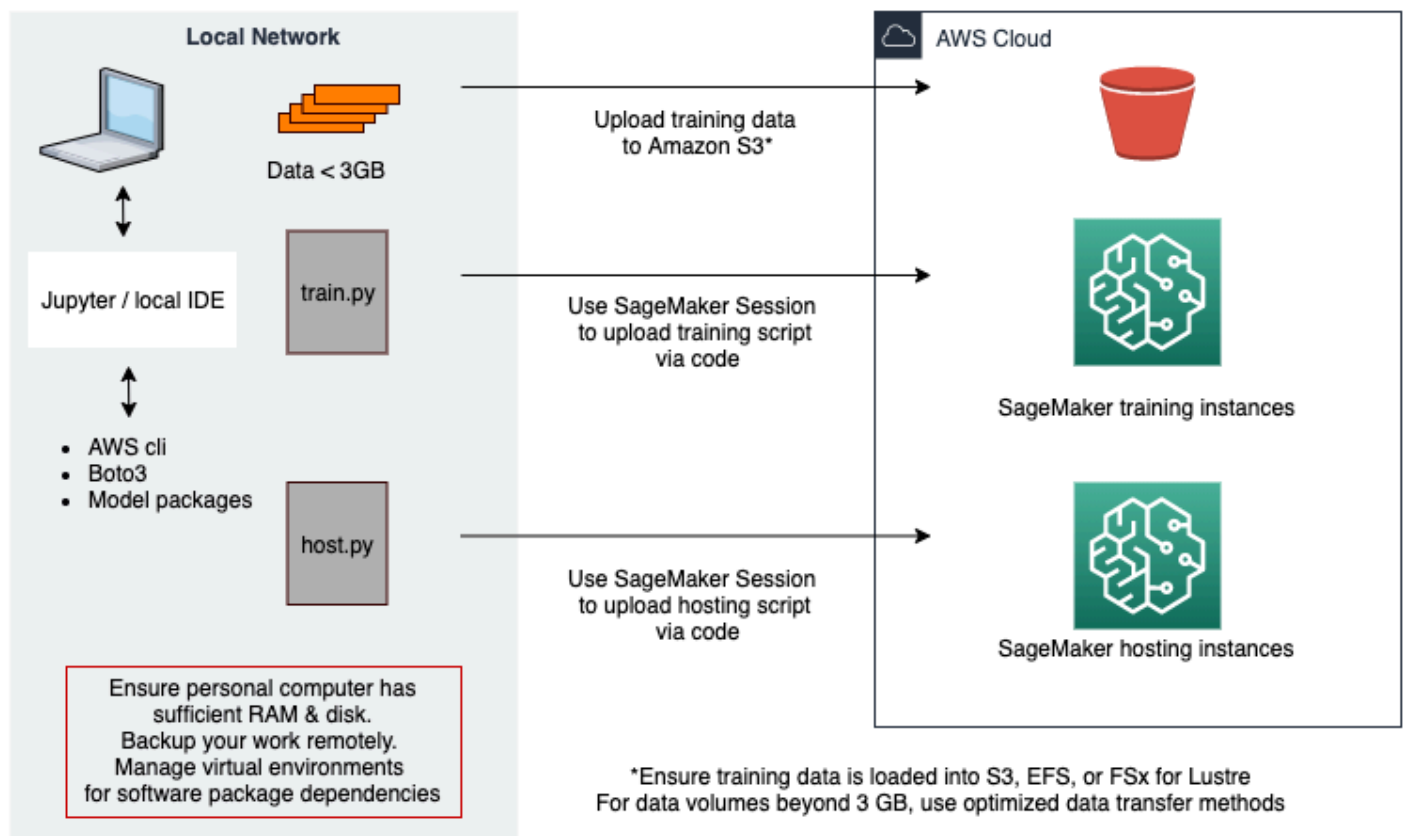 Local Network
AWS Cloud
Data < 3GB
Upload training data
to Amazon S3*
Jupyter / local IDE
train.py
Use SageMaker Session
to upload training script
via code
SageMaker training instances
• AWS cli
• Boto3
• Model packages
host.py
Use SageMaker Session
to upload hosting script
via code
SageMaker hosting instances
Ensure personal computer has
sufficient RAM & disk.
Backup your work remotely.
Manage virtual environments
for software package dependencies
*Ensure training data is loaded into S3, EFS, or FSx for Lustre
For data volumes beyond 3 GB, use optimized data transfer methods